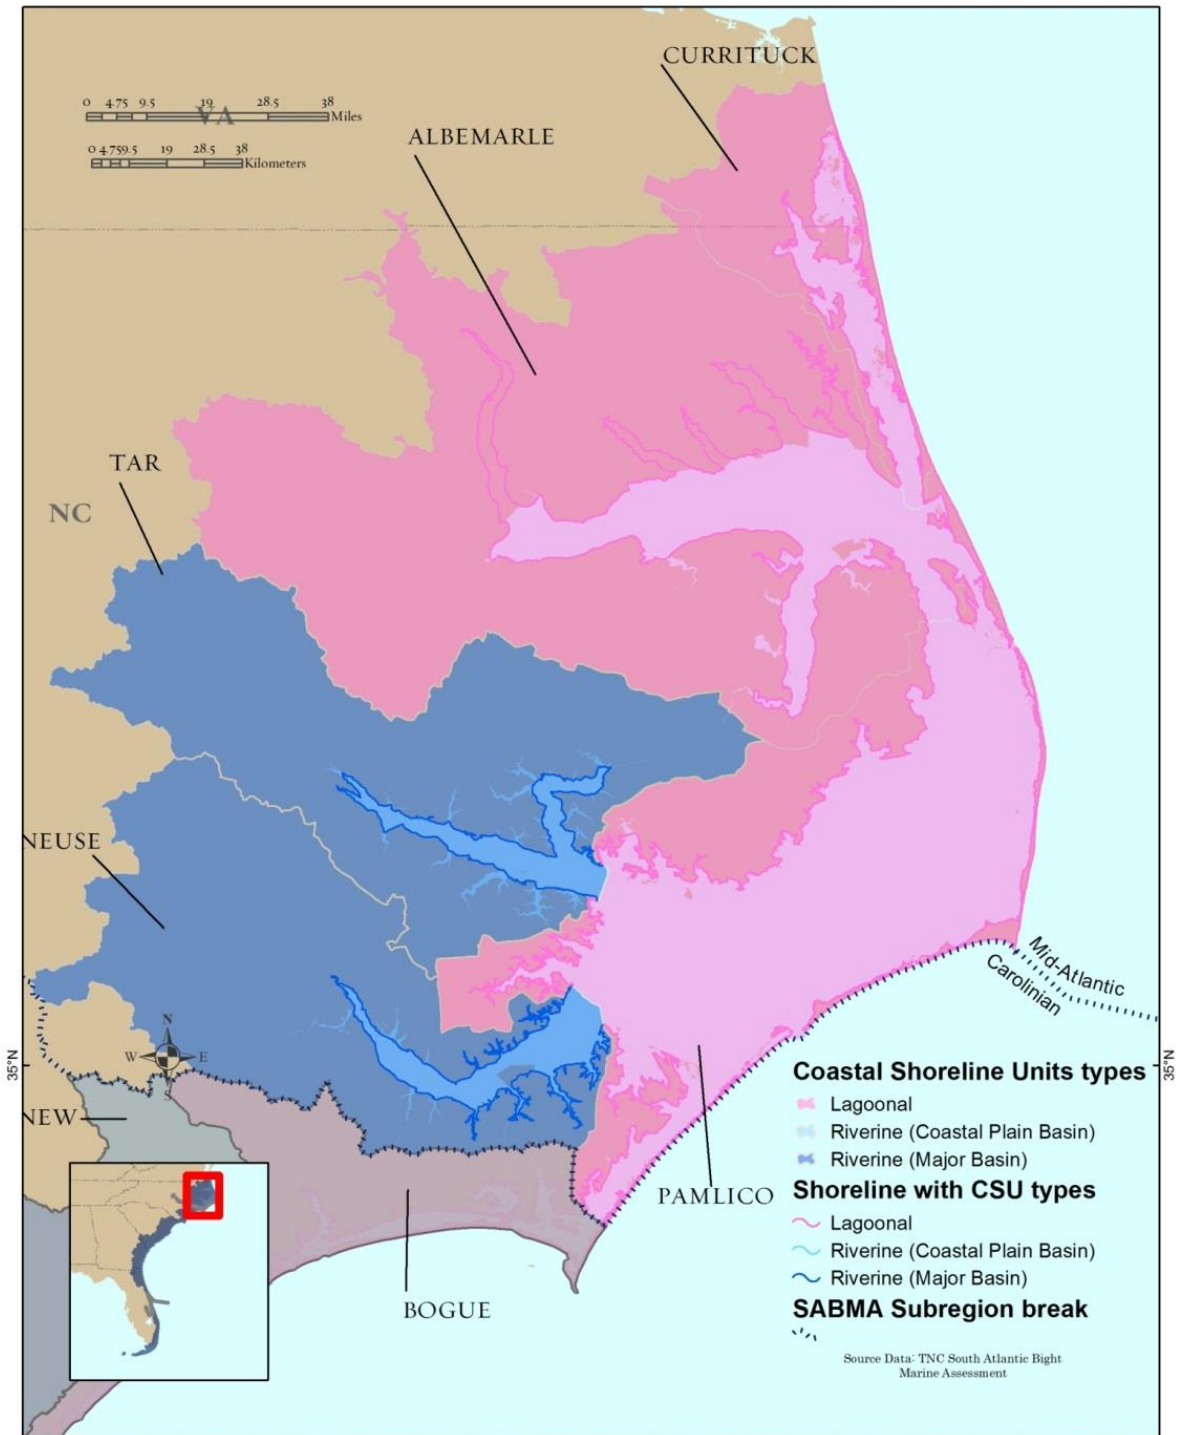 CURRITUCK
0 4.75 9.5 19 28.5 38
Miles
VA
ALBEMARLE
0 4.759.5 19 28.5 38
Kilometers
TAR
NC
NEUSE
Mid-Atlantic
Carolinian
N
W E
S
35°N
35°N
NEW
Coastal Shoreline Units types
Lagoonal
Riverine (Coastal Plain Basin)
Riverine (Major Basin)
PAMLICO
Shoreline with CSU types
Lagoonal
Riverine (Coastal Plain Basin)
Riverine (Major Basin)
BOGUE
SABMA Subregion break
Source Data: TNC South Atlantic Bight
Marine Assessment